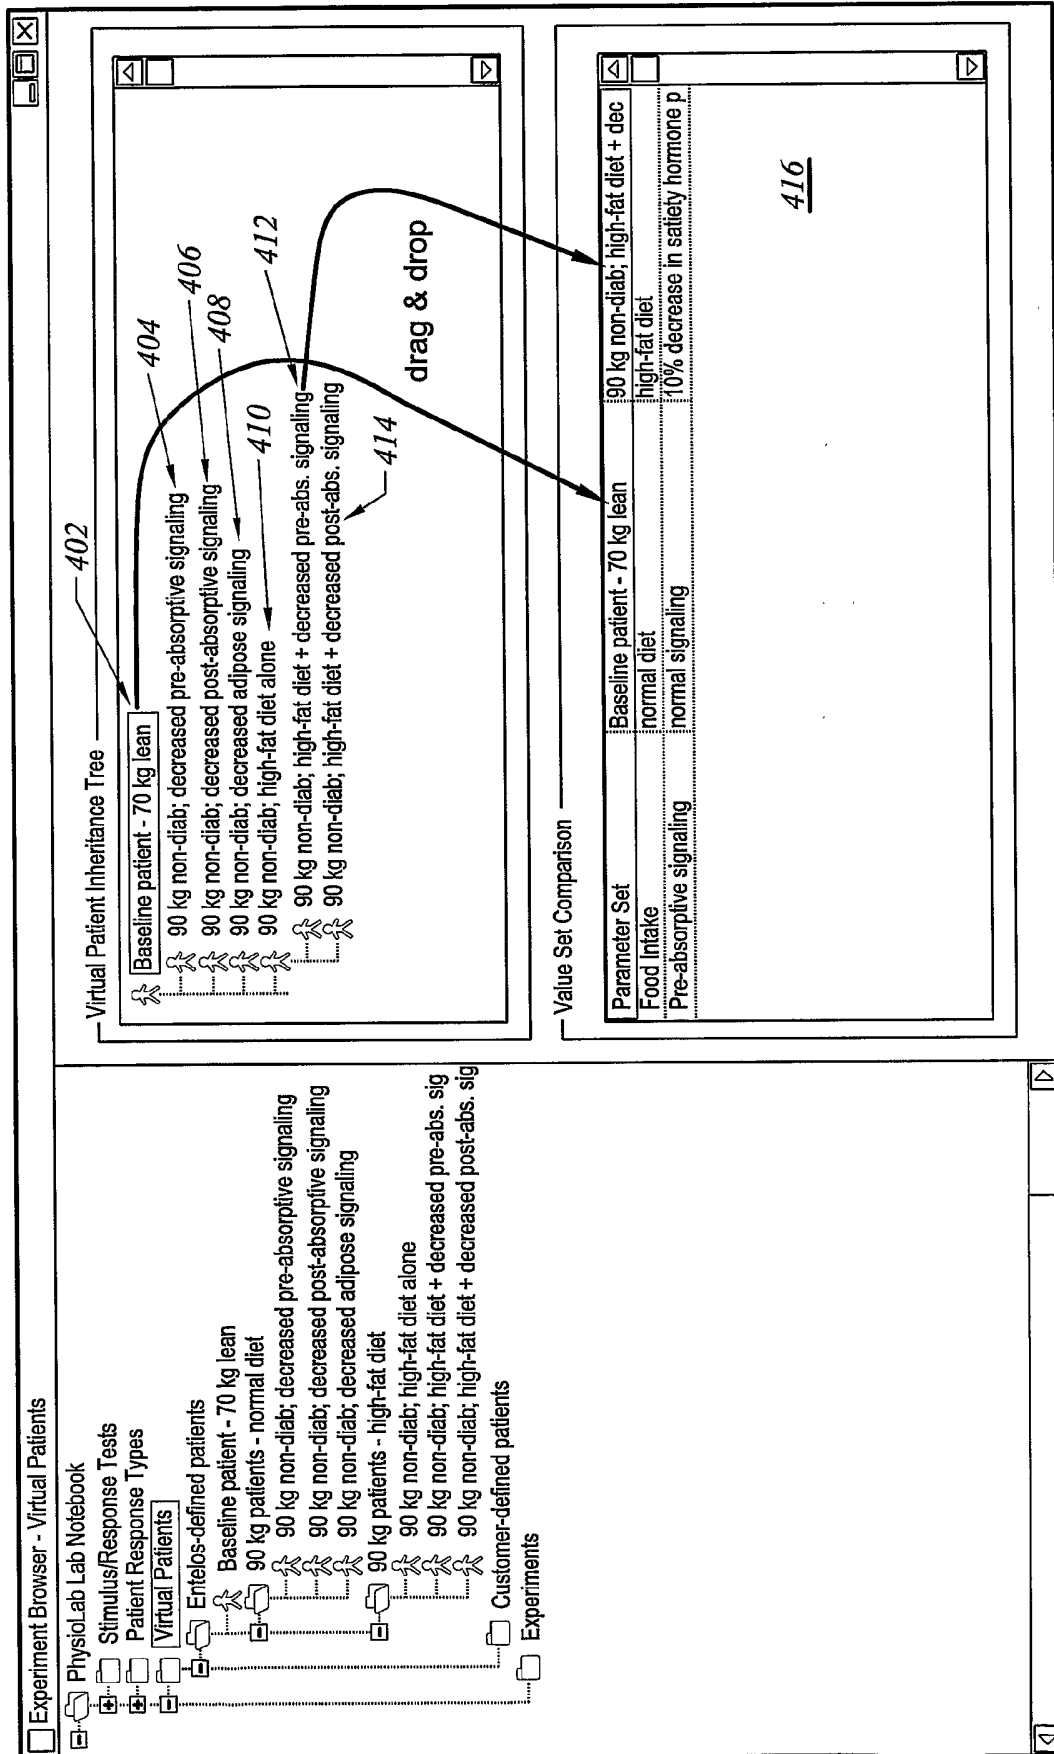 Experiment Browser - Virtual Patients
PhysioLab Lab Notebook
Stimulus/Response Tests
Patient Response Types
Virtual Patients
Entelos-defined patients
Baseline patient - 70 kg lean
90 kg patients - normal diet
90 kg non-diab; decreased pre-absorptive signaling
90 kg non-diab; decreased post-absorptive signaling
90 kg non-diab; decreased adipose signaling
90 kg patients - high-fat diet
90 kg non-diab; high-fat diet alone
90 kg non-diab; high-fat diet + decreased pre-abs. sig
90 kg non-diab; high-fat diet + decreased post-abs. sig
Customer-defined patients
Experiments
Virtual Patient Inheritance Tree
402
Baseline patient - 70 kg lean
90 kg non-diab; decreased pre-absorptive signaling
404
90 kg non-diab; decreased post-absorptive signaling
406
90 kg non-diab; decreased adipose signaling
408
90 kg non-diab; high-fat diet alone
410
90 kg non-diab; high-fat diet + decreased pre-abs. signaling
412
90 kg non-diab; high-fat diet + decreased post-abs. signaling
414
drag & drop
Value Set Comparison
Parameter Set Baseline patient - 70 kg lean 90 kg non-diab; high-fat diet + dec
Food Intake normal diet high-fat diet
Pre-absorptive signaling normal signaling 10% decrease in satiety hormone p
416